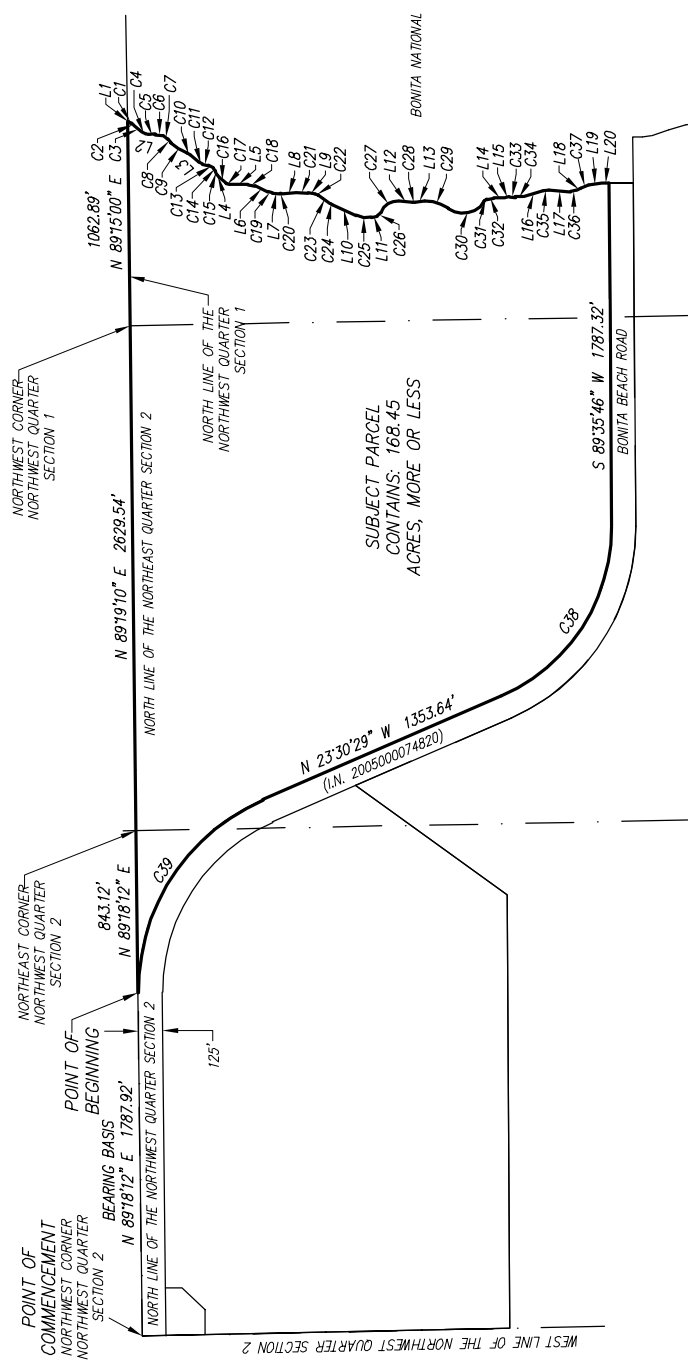 POINT OF
COMMENCEMENT
NORTHWEST CORNER
NORTHWEST QUARTER
SECTION 2
BEARING BASIS
N 89°18'12" E 1787.92'
NORTH LINE OF THE NORTHWEST QUARTER SECTION 2
WEST LINE OF THE NORTHWEST QUARTER SECTION 2
POINT OF
BEGINNING
125'
NORTHEAST CORNER
NORTHWEST QUARTER
SECTION 2
843.12'
N 89°18'12" E
C39
N 23°30'29" W 1353.64'
(I.N. 2005000074820)
C38
N 89°19'10" E 2629.54'
NORTH LINE OF THE NORTHEAST QUARTER SECTION 2
NORTHWEST CORNER
NORTHWEST QUARTER
SECTION 1
NORTH LINE OF THE
NORTHWEST QUARTER
SECTION 1
1062.89'
N 89°15'00" E
SUBJECT PARCEL
CONTAINS: 168.45
ACRES, MORE OR LESS
S 89°35'46" W 1787.32'
BONITA BEACH ROAD
BONITA NATIONAL
L1
C1
C2
C3
C4
C5
C6
C7
L2
C8
C9
C10
C11
C12
L3
C13
C14
C15
L4
C16
C17
L5
C18
L6
C19
L7
C20
L8
C21
L9
C22
C23
C24
L10
C25
L11
C26
C27
L12
C28
L13
C29
C30
C31
C32
L14
L15
C33
C34
L16
C35
L17
C36
L18
C37
L19
L20